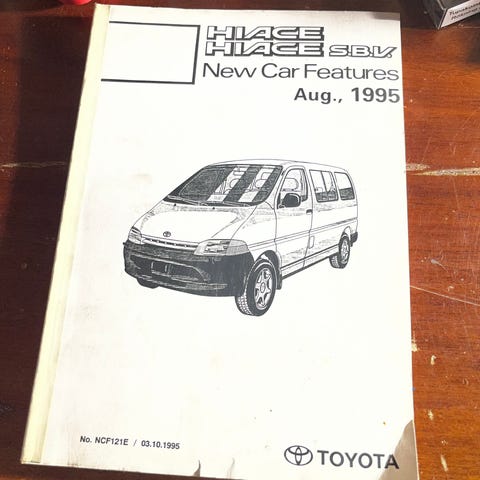 HIACE
HIACE S.B.V.
New Car Features
Aug., 1995
No. NCF121E / 03.10.1995
TOYOTA